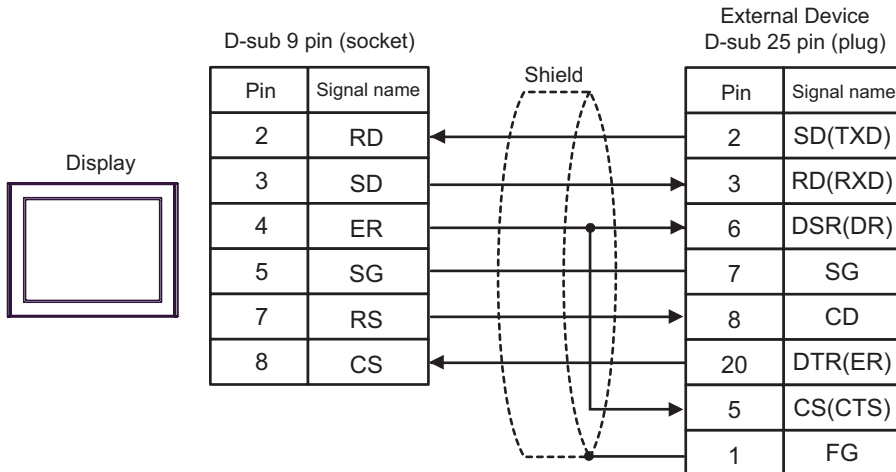 External Device
D-sub 9 pin (socket)
D-sub 25 pin (plug)
Shield
Pin Signal name
Pin Signal name
2 RD
2 SD(TXD)
Display
3 SD
3 RD(RXD)
4 ER
6 DSR(DR)
5 SG
7 SG
7 RS
8 CD
8 CS
20 DTR(ER)
5 CS(CTS)
1 FG